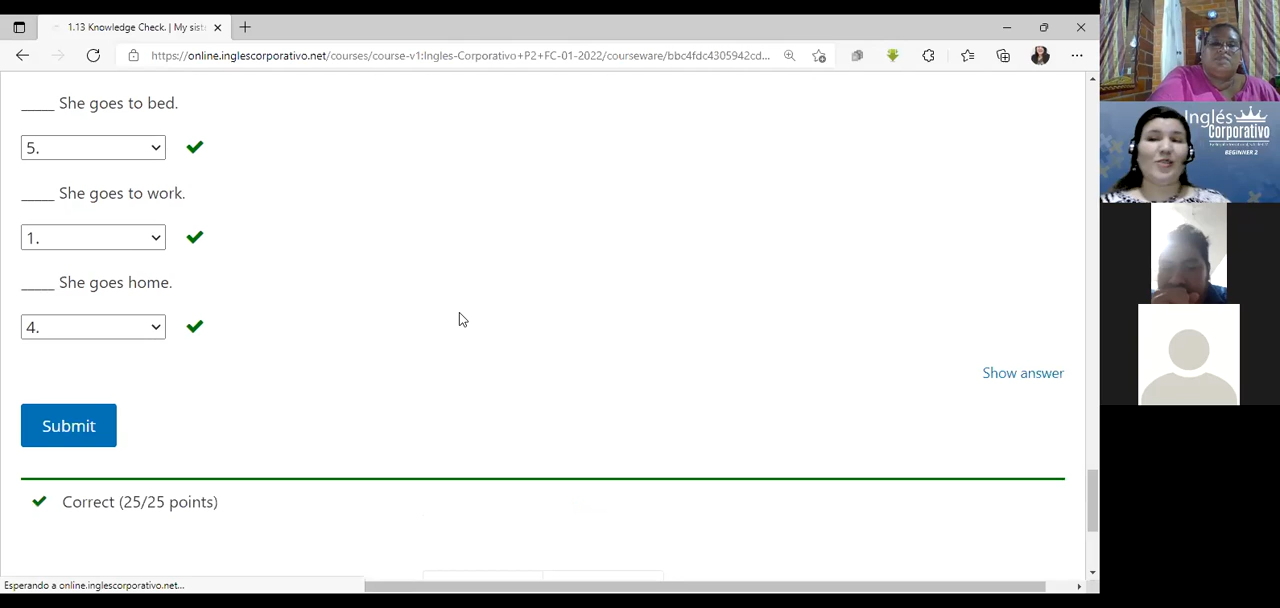 1.13 Knowledge Check. | My sist
https://online.inglescorporativo.net/courses/course-v1:Ingles-Corporativo+P2+FC-01-2022/courseware/bbc4fdc4305942cd...
_____ She goes to bed.
5.
_____ She goes to work.
1.
_____ She goes home.
4.
Show answer
Submit
Correct (25/25 points)
Esperando a online.inglescorporativo.net...
Inglés
Corporativo
BEGINNER 2